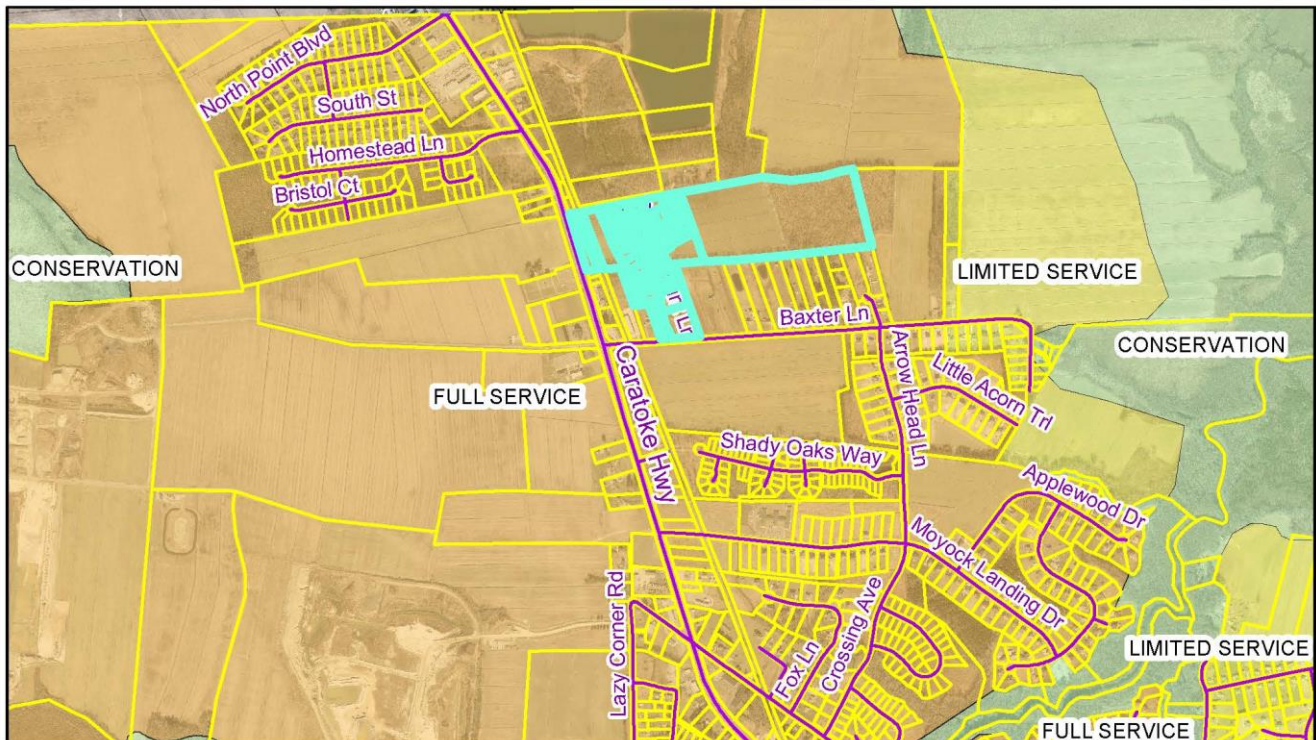 North Point Blvd
South St
Homestead Ln
Bristol Ct
CONSERVATION
LIMITED SERVICE
Baxter Ln
CONSERVATION
Caratoke Hwy
Arrow Head Ln
Little Acorn Trl
FULL SERVICE
Shady Oaks Way
Applewood Dr
Moyock Landing Dr
Lazy Corner Rd
Fox Ln
Crossing Ave
LIMITED SERVICE
FULL SERVICE